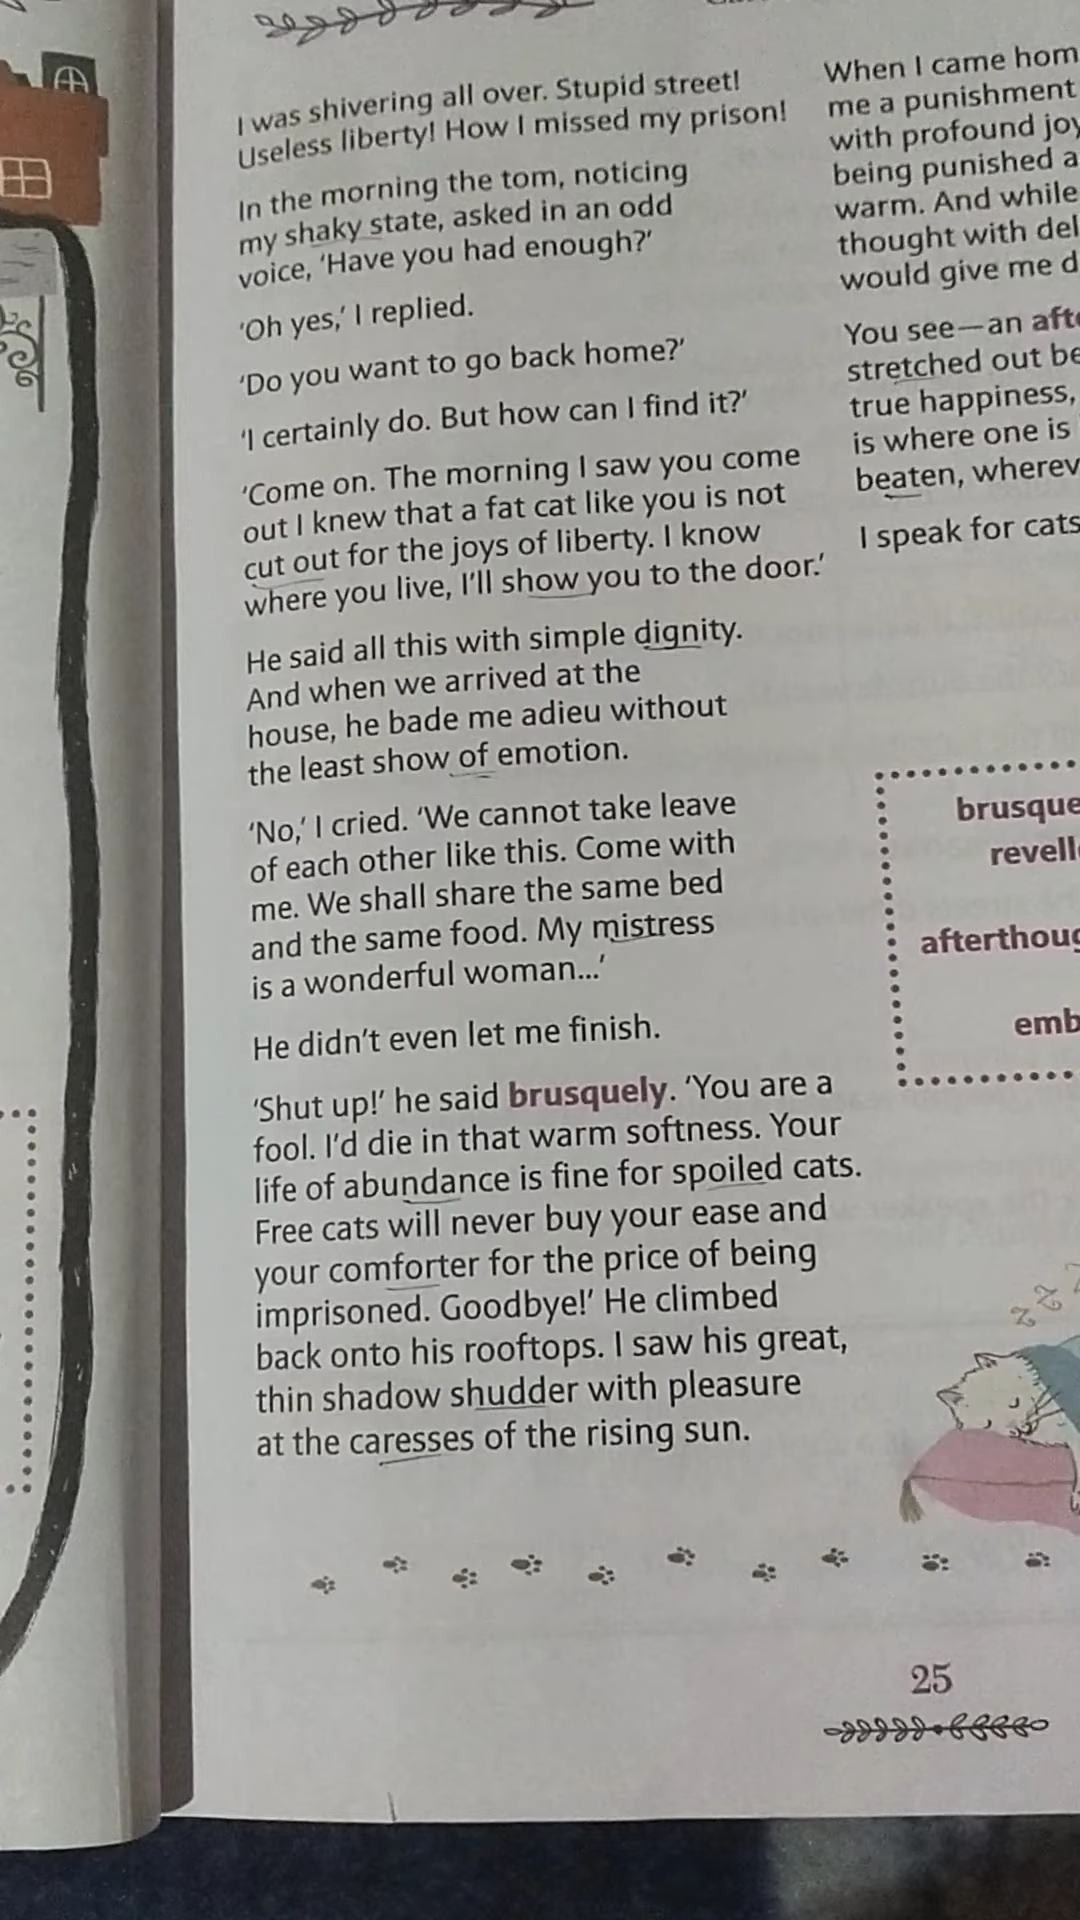 I was shivering all over. Stupid street!
Useless liberty! How I missed my prison!
In the morning the tom, noticing
my shaky state, asked in an odd
voice, ‘Have you had enough?’
‘Oh yes,’ I replied.
‘Do you want to go back home?’
‘I certainly do. But how can I find it?’
‘Come on. The morning I saw you come
out I knew that a fat cat like you is not
cut out for the joys of liberty. I know
where you live, I’ll show you to the door.’
He said all this with simple dignity.
And when we arrived at the
house, he bade me adieu without
the least show of emotion.
‘No,’ I cried. ‘We cannot take leave
of each other like this. Come with
me. We shall share the same bed
and the same food. My mistress
is a wonderful woman...’
He didn’t even let me finish.
‘Shut up!’ he said brusquely. ‘You are a
fool. I’d die in that warm softness. Your
life of abundance is fine for spoiled cats.
Free cats will never buy your ease and
your comforter for the price of being
imprisoned. Goodbye!’ He climbed
back onto his rooftops. I saw his great,
thin shadow shudder with pleasure
at the caresses of the rising sun.
When I came hom
me a punishment
with profound joy
being punished a
warm. And while
thought with del
would give me d
You see—an afte
stretched out be
true happiness,
is where one is
beaten, wherev
I speak for cats
brusque
revell
afterthoug
emb
z z z
25